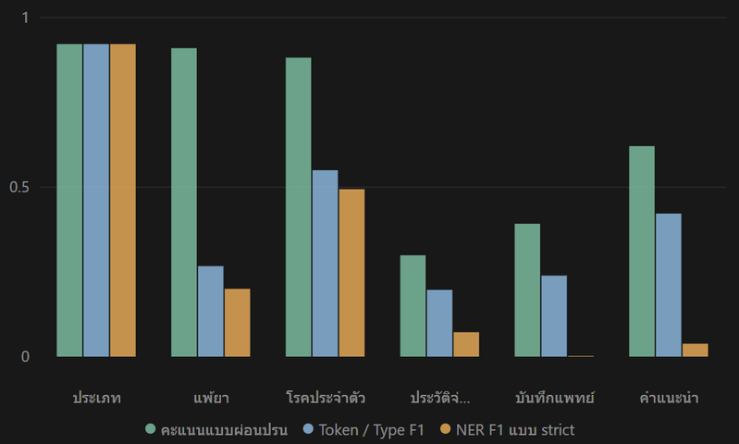 1
0.5
0
ประเภท แพ้ยา โรคประจำตัว ประวัติจ่... บันทึกแพทย์ คำแนะนำ
คะแนนแบบผ่อนปรน Token / Type F1 NER F1 แบบ strict